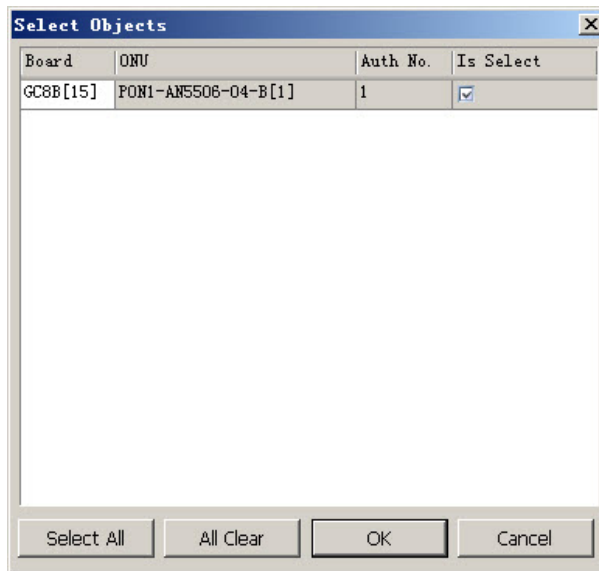 Select Objects
Board ONU Auth No. Is Select
GC8B[15] PON1-AN5506-04-B[1] 1
Select All All Clear OK Cancel